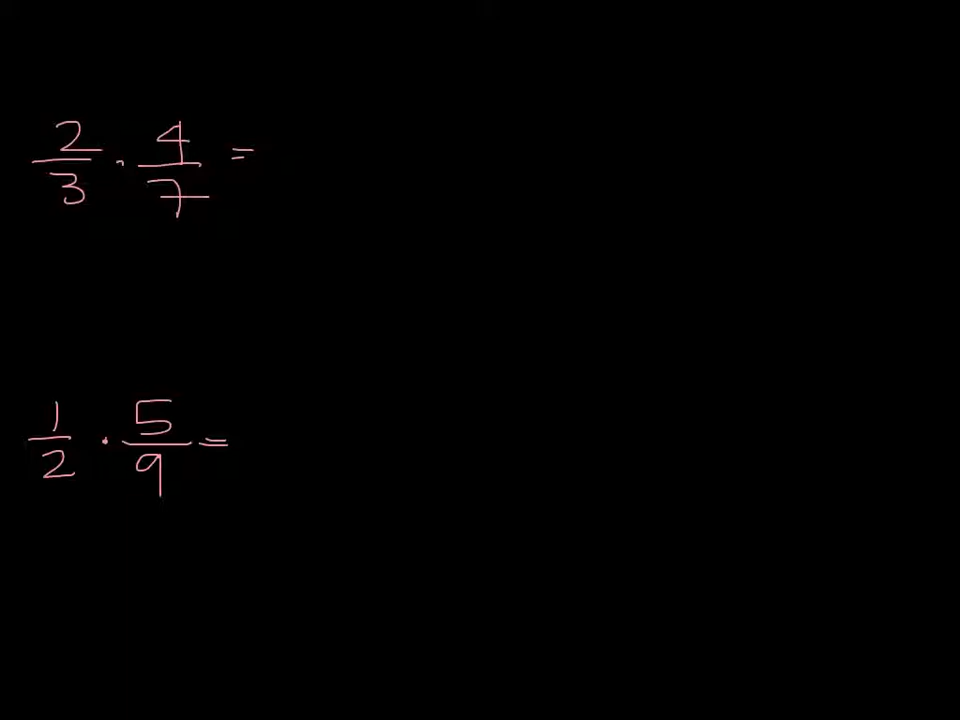 2/3 · 4/7 =
1/2 · 5/9 =